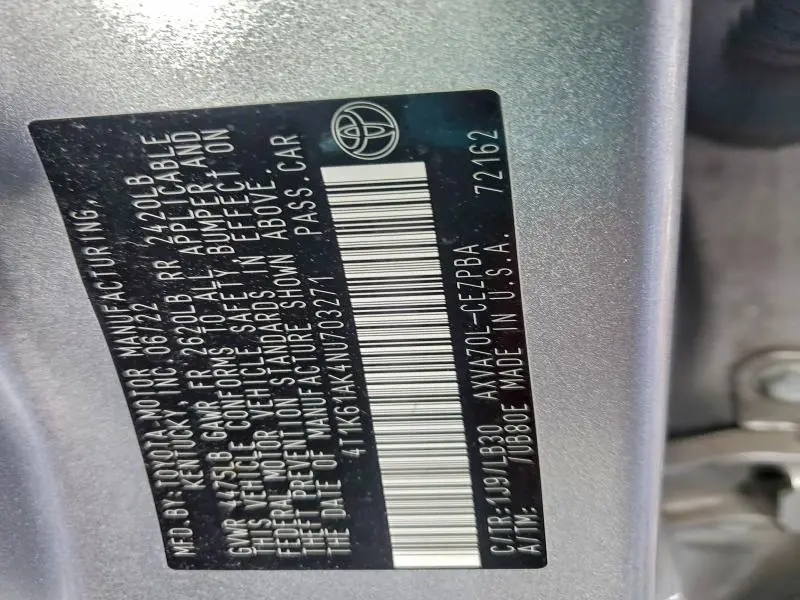 MFD.BY:TOYOTA MOTOR MANUFACTURING,
KENTUCKY, INC. 06/22
GVWR 4475LB GAWR FR 2620LB RR 2420LB
THIS VEHICLE CONFORMS TO ALL APPLICABLE
FEDERAL MOTOR VEHICLE SAFETY, BUMPER, AND
THEFT PREVENTION STANDARDS IN EFFECT ON
THE DATE OF MANUFACTURE SHOWN ABOVE.
4T1K61AK4NU703271 PASS.CAR
C/TR:1J9/LB30 AXVA70L-CEZPBA 72162
A/TM: /UB80E MADE IN U.S.A.